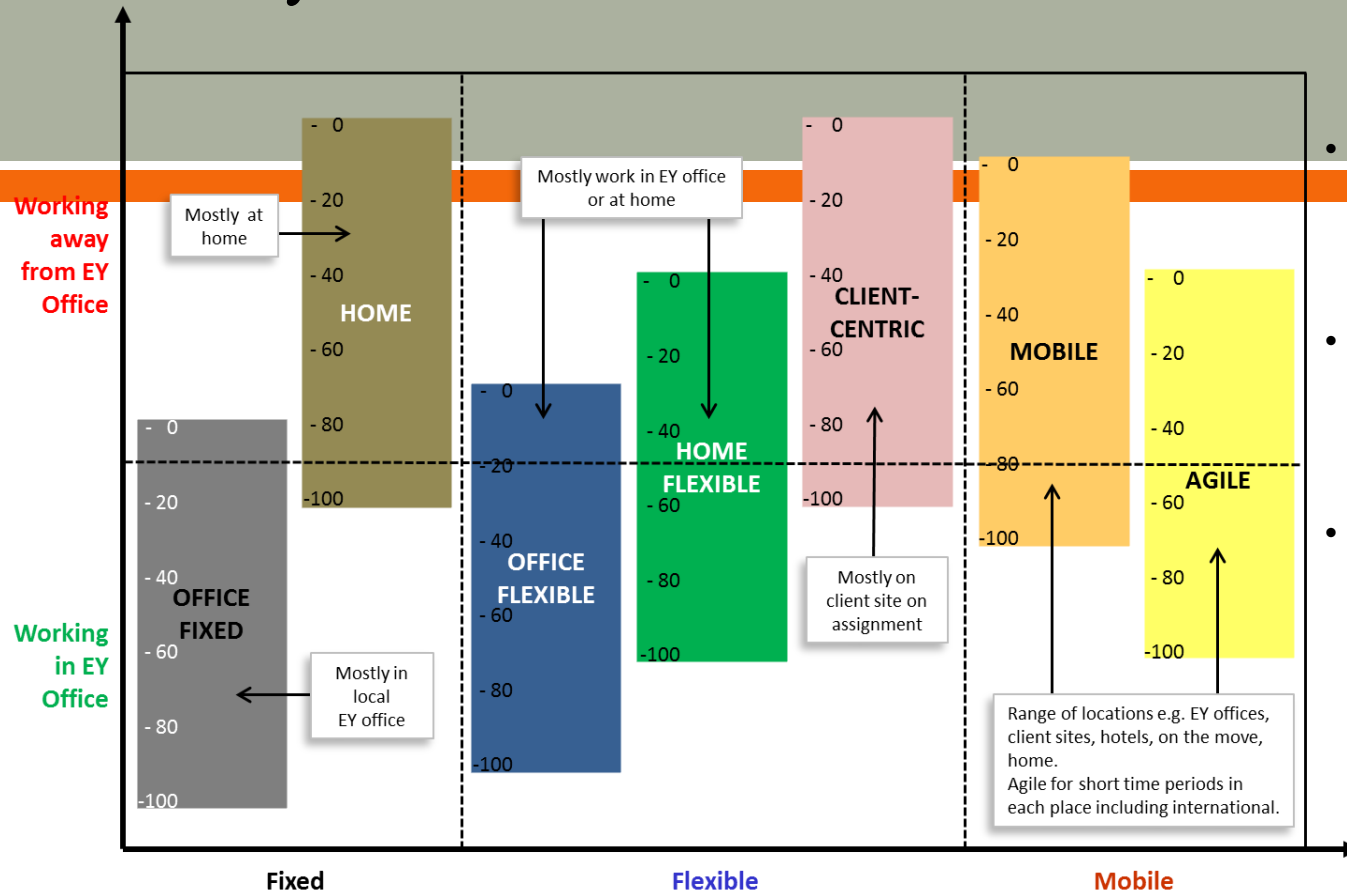 Working
away
from EY
Office
Working
in EY
Office
- 0
- 20
- 40
- 60
- 80
-100
OFFICE
FIXED
Mostly in
local
EY office
Mostly at
home
- 0
- 20
- 40
- 60
- 80
-100
HOME
Mostly work in EY office
or at home
- 0
- 20
- 40
- 60
- 80
-100
OFFICE
FLEXIBLE
- 0
- 20
- 40
- 60
- 80
-100
HOME
FLEXIBLE
- 0
- 20
- 40
- 60
- 80
-100
CLIENT-
CENTRIC
Mostly on
client site on
assignment
- 0
- 20
- 40
- 60
- 80
-100
MOBILE
- 0
- 20
- 40
- 60
- 80
-100
AGILE
Range of locations e.g. EY offices,
client sites, hotels, on the move,
home.
Agile for short time periods in
each place including international.
Fixed
Flexible
Mobile